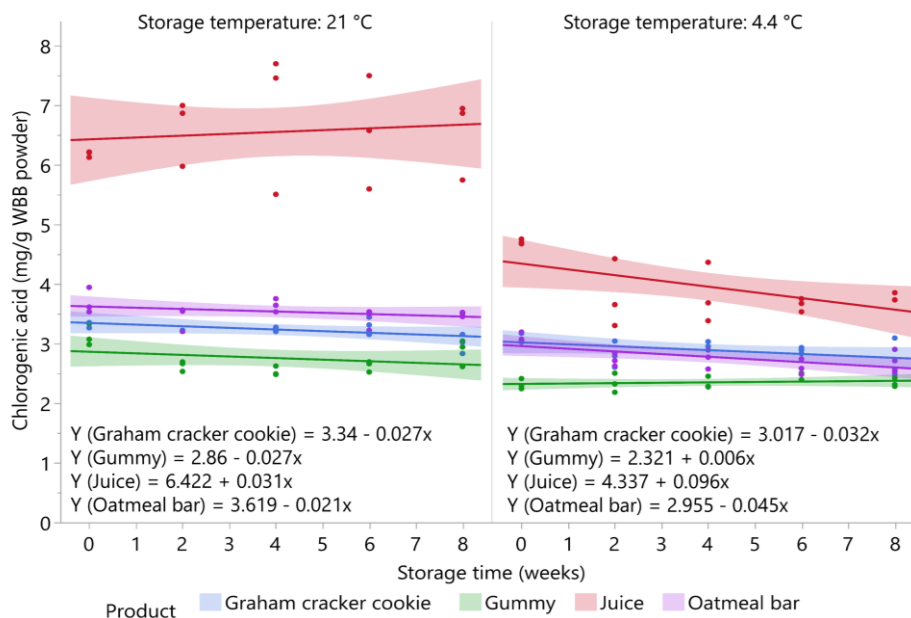 Storage temperature: 21 °C
Storage temperature: 4.4 °C
Chlorogenic acid (mg/g WBB powder)
8
7
6
5
4
3
2
1
0
Y (Graham cracker cookie) = 3.34 - 0.027x
Y (Gummy) = 2.86 - 0.027x
Y (Juice) = 6.422 + 0.031x
Y (Oatmeal bar) = 3.619 - 0.021x
Y (Graham cracker cookie) = 3.017 - 0.032x
Y (Gummy) = 2.321 + 0.006x
Y (Juice) = 4.337 + 0.096x
Y (Oatmeal bar) = 2.955 - 0.045x
0 1 2 3 4 5 6 7 8
0 1 2 3 4 5 6 7 8
Storage time (weeks)
Product Graham cracker cookie Gummy Juice Oatmeal bar